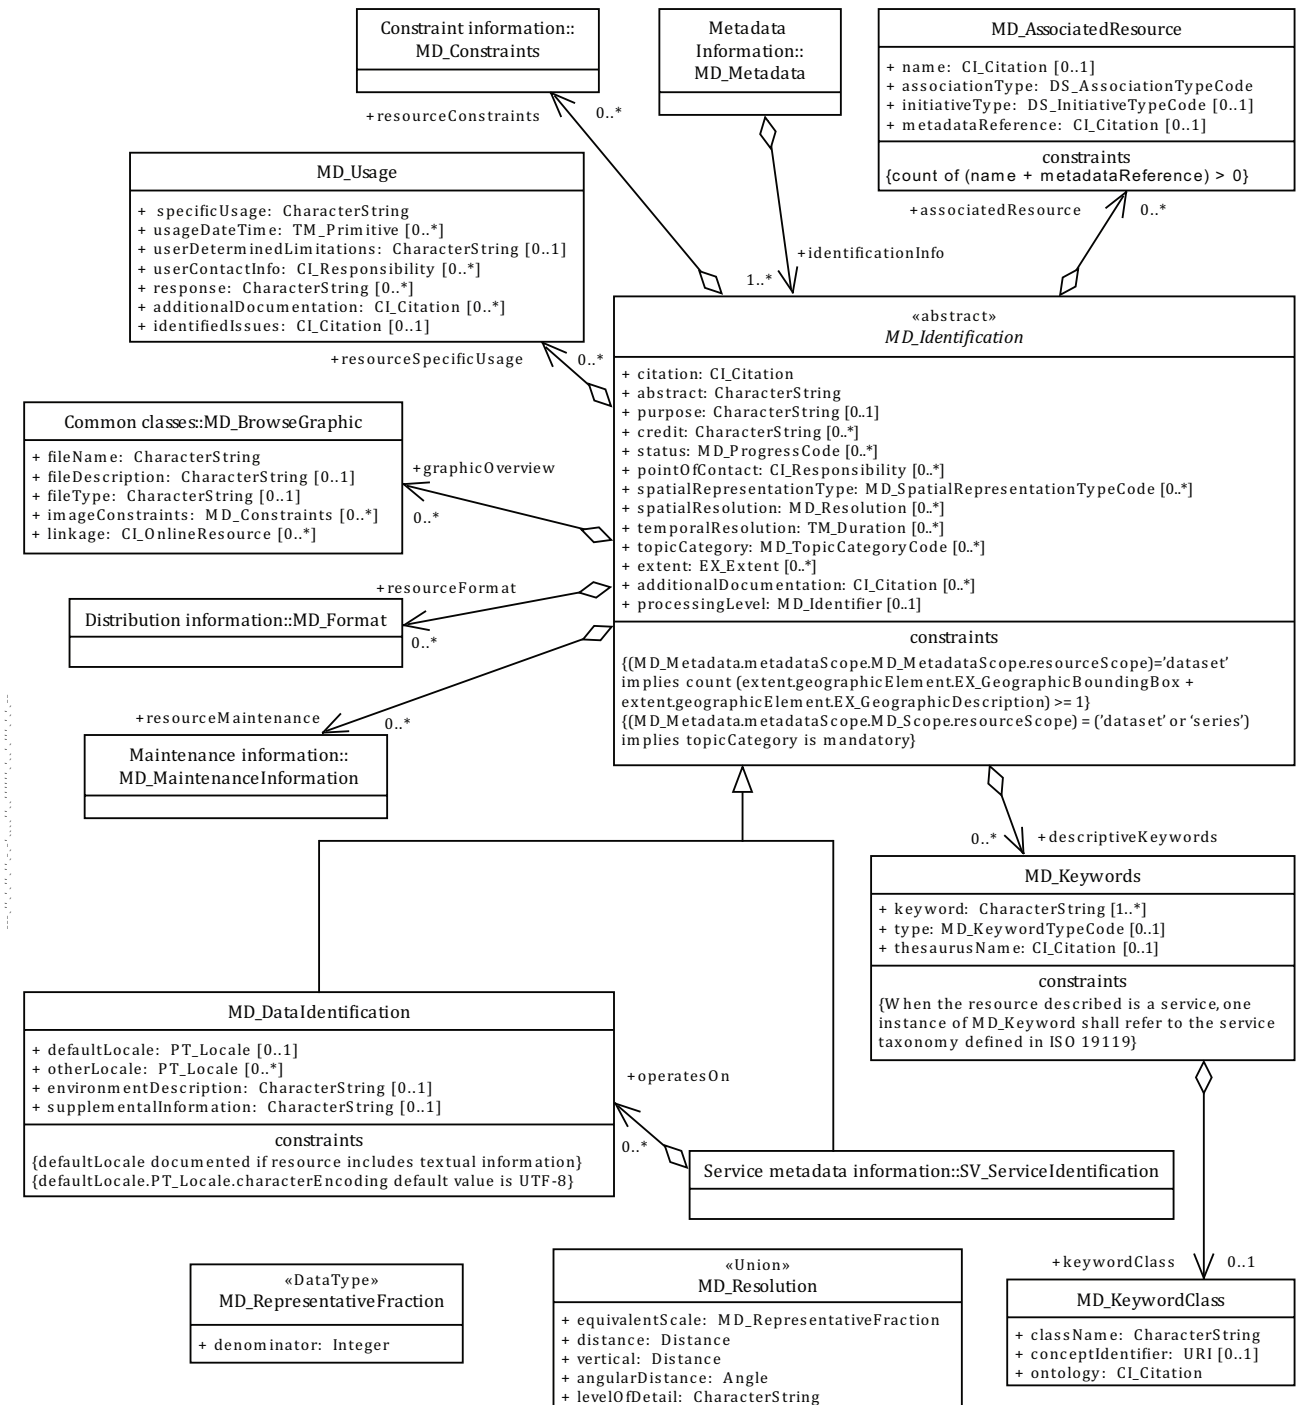 Constraint information::
MD_Constraints
+resourceConstraints
0..*
Metadata
Information::
MD_Metadata
+identificationInfo
1..*
MD_AssociatedResource
+ name: CI_Citation [0..1]
+ associationType: DS_AssociationTypeCode
+ initiativeType: DS_InitiativeTypeCode [0..1]
+ metadataReference: CI_Citation [0..1]
constraints
{count of (name + metadataReference) > 0}
+associatedResource
0..*
MD_Usage
+ specificUsage: CharacterString
+ usageDateTime: TM_Primitive [0..*]
+ userDeterminedLimitations: CharacterString [0..1]
+ userContactInfo: CI_Responsibility [0..*]
+ response: CharacterString [0..*]
+ additionalDocumentation: CI_Citation [0..*]
+ identifiedIssues: CI_Citation [0..1]
+resourceSpecificUsage
0..*
«abstract»
MD_Identification
+ citation: CI_Citation
+ abstract: CharacterString
+ purpose: CharacterString [0..1]
+ credit: CharacterString [0..*]
+ status: MD_ProgressCode [0..*]
+ pointOfContact: CI_Responsibility [0..*]
+ spatialRepresentationType: MD_SpatialRepresentationTypeCode [0..*]
+ spatialResolution: MD_Resolution [0..*]
+ temporalResolution: TM_Duration [0..*]
+ topicCategory: MD_TopicCategoryCode [0..*]
+ extent: EX_Extent [0..*]
+ additionalDocumentation: CI_Citation [0..*]
+ processingLevel: MD_Identifier [0..1]
constraints
{(MD_Metadata.metadataScope.MD_MetadataScope.resourceScope)=’dataset’
implies count (extent.geographicElement.EX_GeographicBoundingBox +
extent.geographicElement.EX_GeographicDescription) >= 1}
{(MD_Metadata.metadataScope.MD_Scope.resourceScope) = (’dataset’ or ‘series’)
implies topicCategory is mandatory}
Common classes::MD_BrowseGraphic
+ fileName: CharacterString
+ fileDescription: CharacterString [0..1]
+ fileType: CharacterString [0..1]
+ imageConstraints: MD_Constraints [0..*]
+ linkage: CI_OnlineResource [0..*]
+graphicOverview
0..*
+resourceFormat
0..*
Distribution information::MD_Format
+resourceMaintenance
0..*
Maintenance information::
MD_MaintenanceInformation
0..*
+descriptiveKeywords
MD_Keywords
+ keyword: CharacterString [1..*]
+ type: MD_KeywordTypeCode [0..1]
+ thesaurusName: CI_Citation [0..1]
constraints
{When the resource described is a service, one
instance of MD_Keyword shall refer to the service
taxonomy defined in ISO 19119}
MD_DataIdentification
+ defaultLocale: PT_Locale [0..1]
+ otherLocale: PT_Locale [0..*]
+ environmentDescription: CharacterString [0..1]
+ supplementalInformation: CharacterString [0..1]
constraints
{defaultLocale documented if resource includes textual information}
{defaultLocale.PT_Locale.characterEncoding default value is UTF-8}
+operatesOn
0..*
Service metadata information::SV_ServiceIdentification
«DataType»
MD_RepresentativeFraction
+ denominator: Integer
«Union»
MD_Resolution
+ equivalentScale: MD_RepresentativeFraction
+ distance: Distance
+ vertical: Distance
+ angularDistance: Angle
+ levelOfDetail: CharacterString
+keywordClass
0..1
MD_KeywordClass
+ className: CharacterString
+ conceptIdentifier: URI [0..1]
+ ontology: CI_Citation